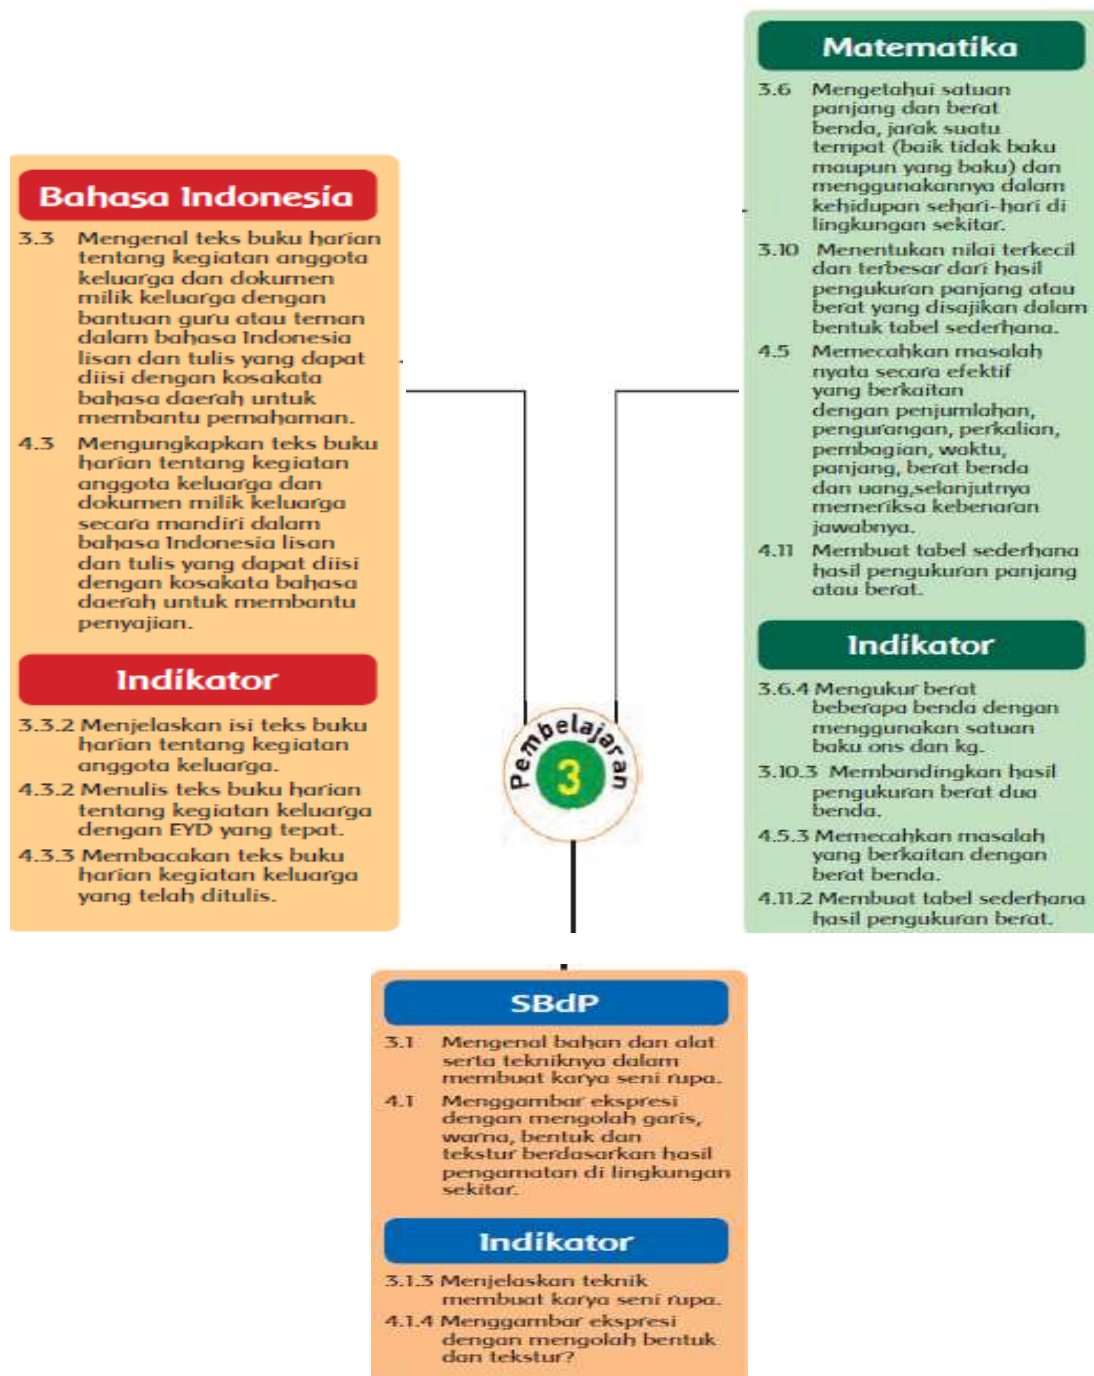 Bahasa Indonesia
3.3 Mengenal teks buku harian
tentang kegiatan anggota
keluarga dan dokumen
milik keluarga dengan
bantuan guru atau teman
dalam bahasa Indonesia
lisan dan tulis yang dapat
diisi dengan kosakata
bahasa daerah untuk
membantu pemahaman.
4.3 Mengungkapkan teks buku
harian tentang kegiatan
anggota keluarga dan
dokumen milik keluarga
secara mandiri dalam
bahasa Indonesia lisan
dan tulis yang dapat diisi
dengan kosakata bahasa
daerah untuk membantu
penyajian.
Indikator
3.3.2 Menjelaskan isi teks buku
harian tentang kegiatan
anggota keluarga.
4.3.2 Menulis teks buku harian
tentang kegiatan keluarga
dengan EYD yang tepat.
4.3.3 Membacakan teks buku
harian kegiatan keluarga
yang telah ditulis.
Matematika
3.6 Mengetahui satuan
panjang dan berat
benda, jarak suatu
tempat (baik tidak baku
maupun yang baku) dan
menggunakannya dalam
kehidupan sehari-hari di
lingkungan sekitar.
3.10 Menentukan nilai terkecil
dan terbesar dari hasil
pengukuran panjang atau
berat yang disajikan dalam
bentuk tabel sederhana.
4.5 Memecahkan masalah
nyata secara efektif
yang berkaitan
dengan penjumlahan,
pengurangan, perkalian,
pembagian, waktu,
panjang, berat benda
dan uang,selanjutnya
memeriksa kebenaran
jawabnya.
4.11 Membuat tabel sederhana
hasil pengukuran panjang
atau berat.
Indikator
3.6.4 Mengukur berat
beberapa benda dengan
menggunakan satuan
baku ons dan kg.
3.10.3 Membandingkan hasil
pengukuran berat dua
benda.
4.5.3 Memecahkan masalah
yang berkaitan dengan
berat benda.
4.11.2 Membuat tabel sederhana
hasil pengukuran berat.
Pembelajaran
3
SBdP
3.1 Mengenal bahan dan alat
serta tekniknya dalam
membuat karya seni rupa.
4.1 Menggambar ekspresi
dengan mengolah garis,
warna, bentuk dan
tekstur berdasarkan hasil
pengamatan di lingkungan
sekitar.
Indikator
3.1.3 Menjelaskan teknik
membuat karya seni rupa.
4.1.4 Menggambar ekspresi
dengan mengolah bentuk
dan tekstur?